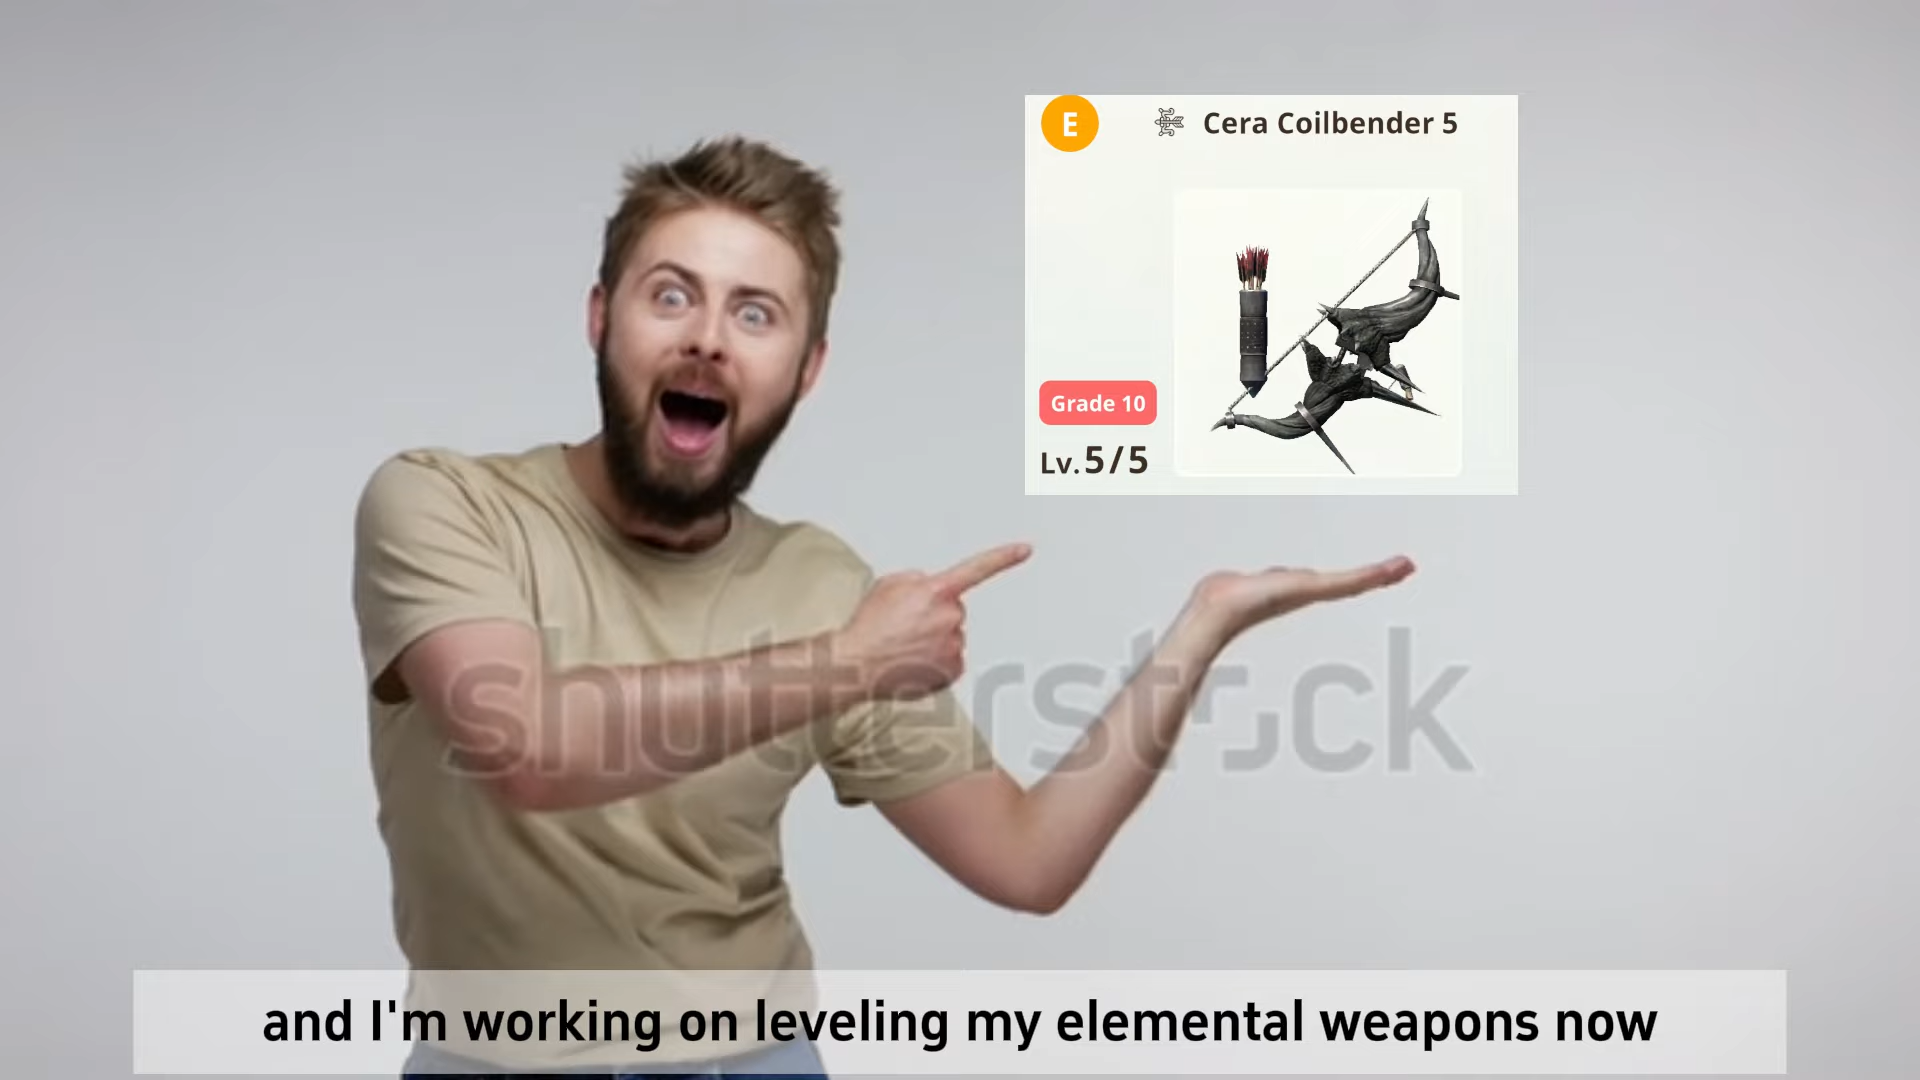 E
Cera Coilbender 5
Grade 10
Lv.5/5
shutterstock
and I'm working on leveling my elemental weapons now